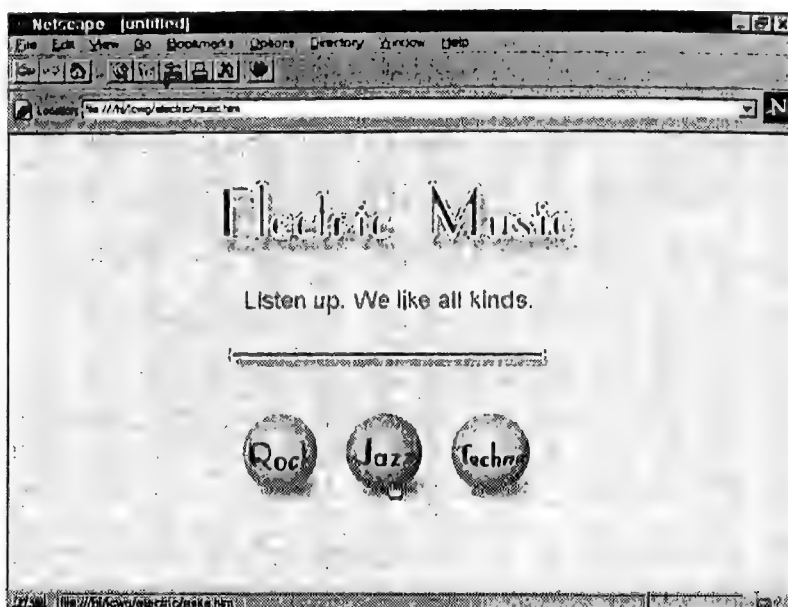 Netscape - [untitled]
File Edit View Go Bookmarks Options Directory Window Help
Location: N
Electric Music
Listen up. We like all kinds.
Rock Jazz Techno